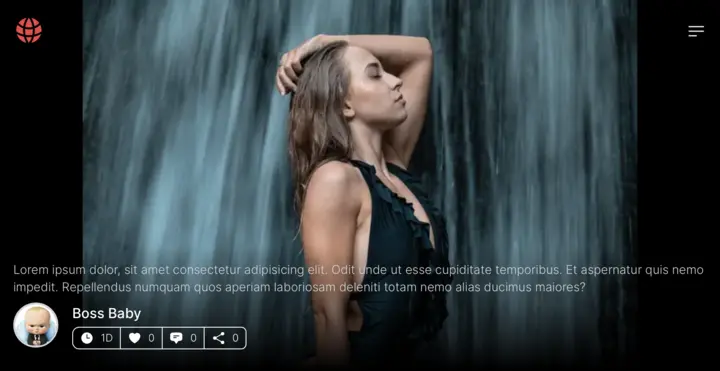 Lorem ipsum dolor, sit amet consectetur adipisicing elit. Odit unde ut esse cupiditate temporibus. Et aspernatur quis nemo
impedit. Repellendus numquam quos aperiam laboriosam deleniti totam nemo alias ducimus maiores?
Boss Baby
1D 0 0 0